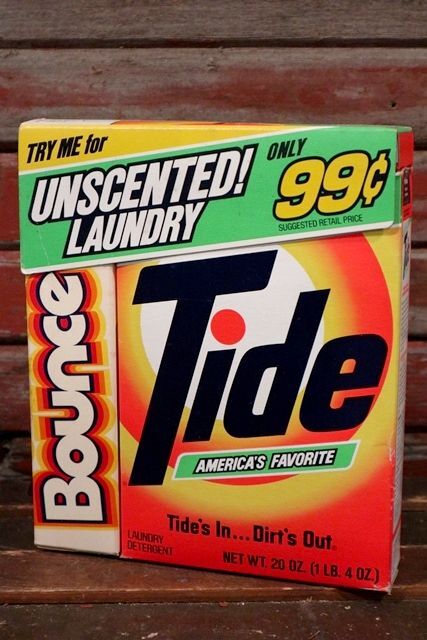 TRY ME for
UNSCENTED!
LAUNDRY
ONLY
99¢
SUGGESTED RETAIL PRICE
Bounce
Tide
AMERICA'S FAVORITE
Tide's In... Dirt's Out.
LAUNDRY
DETERGENT
NET WT. 20 OZ. (1 LB. 4 OZ.)